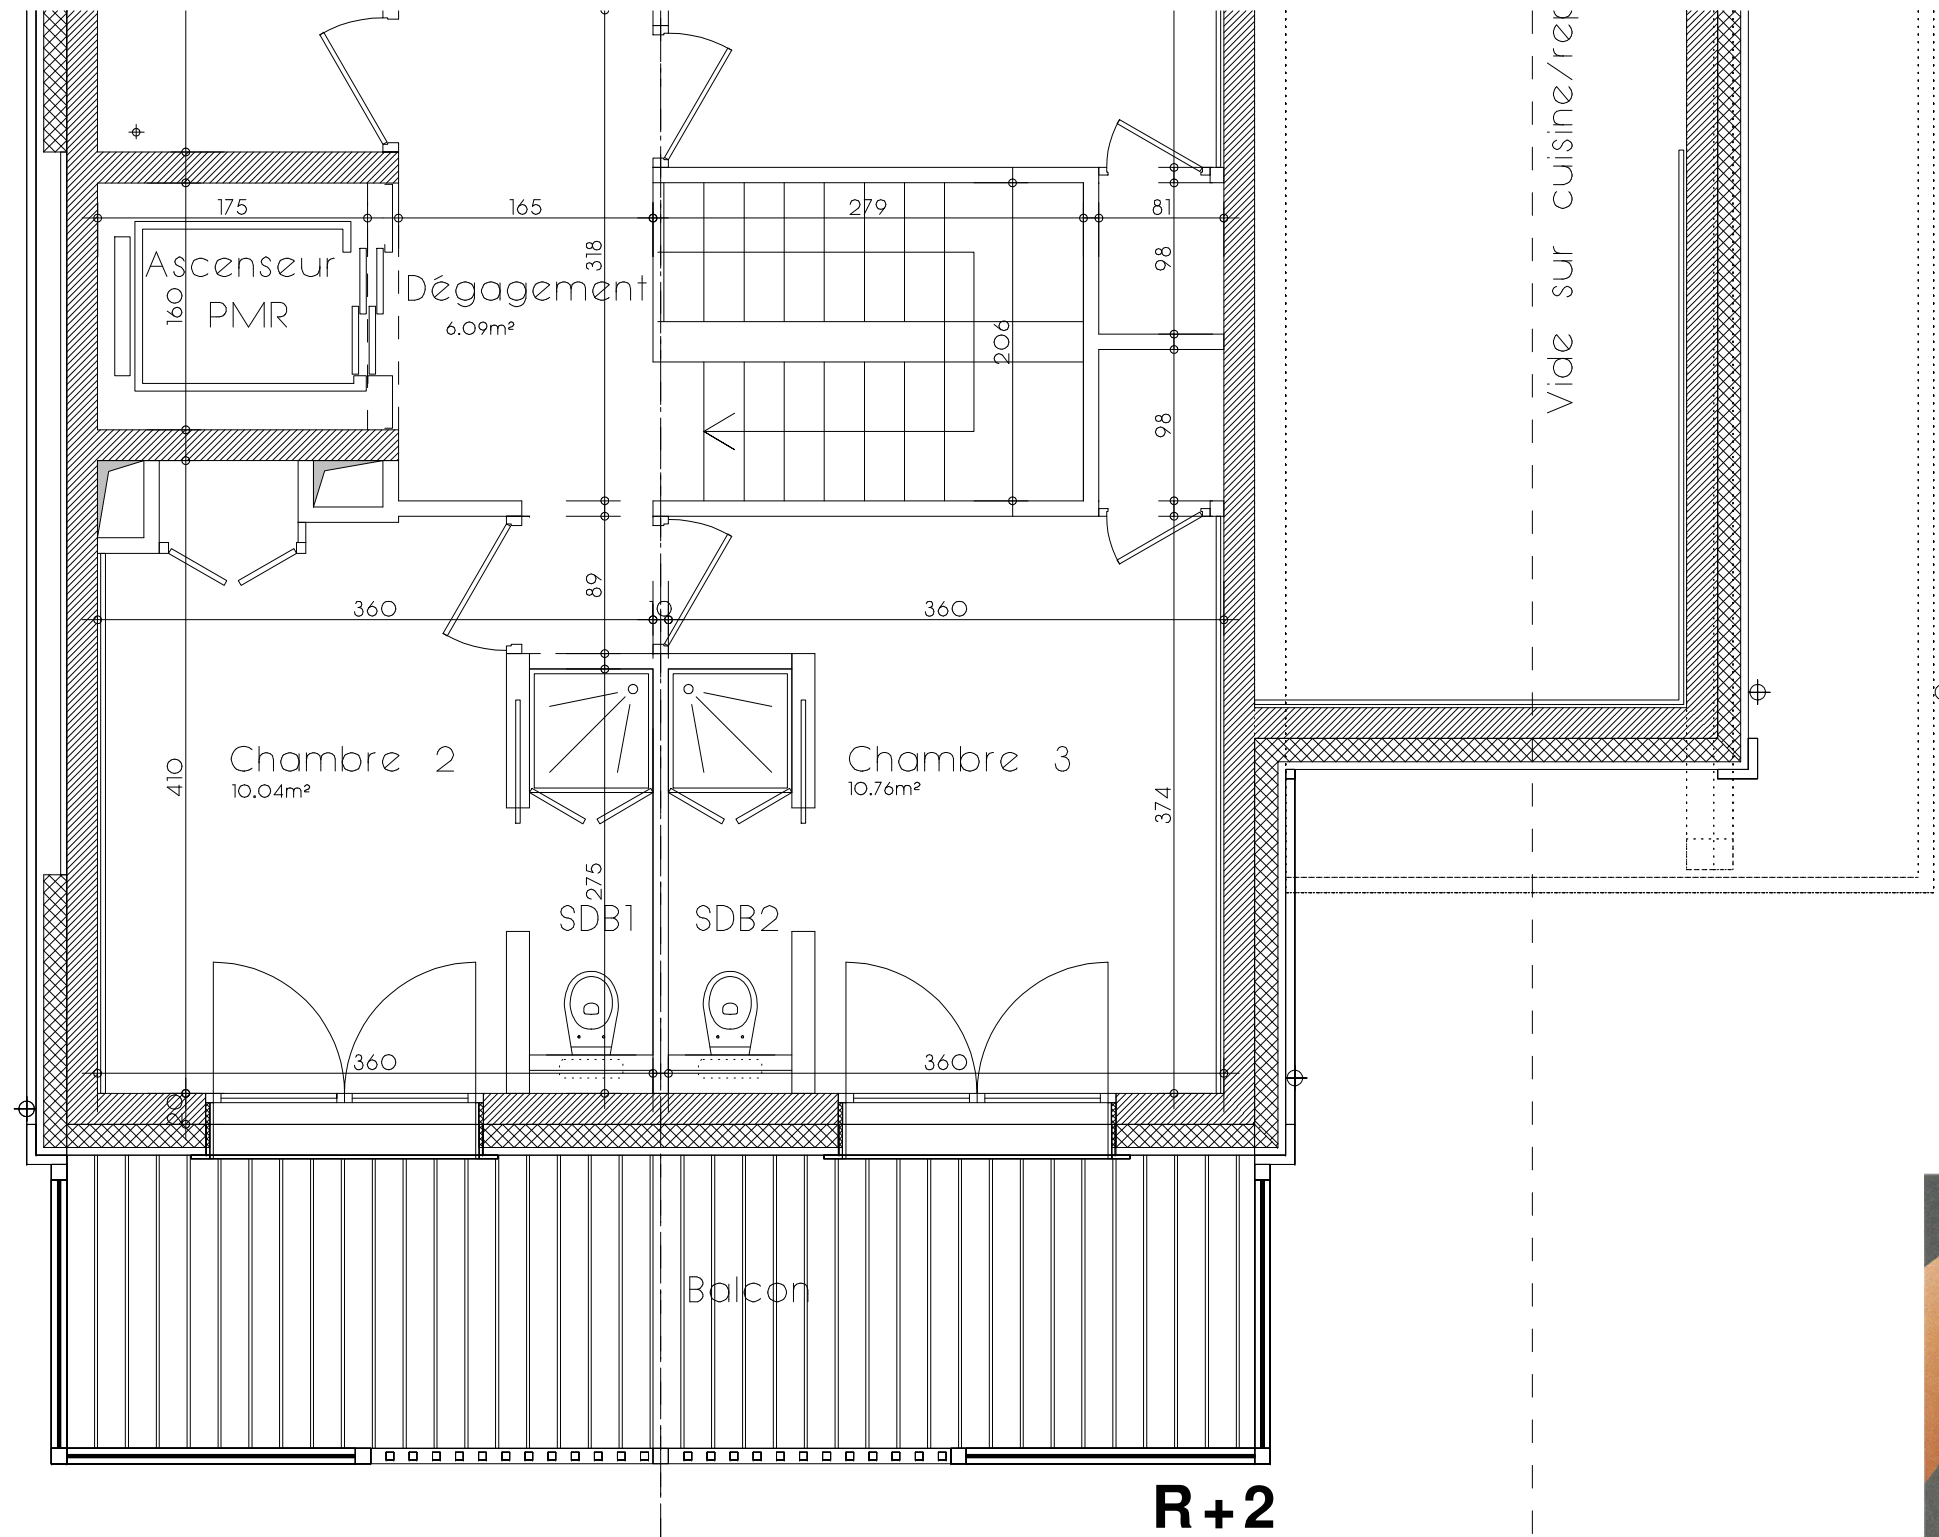 Vide sur cuisine/rep
175
165
279
81
318
98
Ascenseur
PMR
160
Dégagement
6.09m²
206
98
89
360
10
360
Chambre 2
10.04m²
410
Chambre 3
10.76m²
374
275
SDB1
SDB2
360
360
20
Balcon
R+2